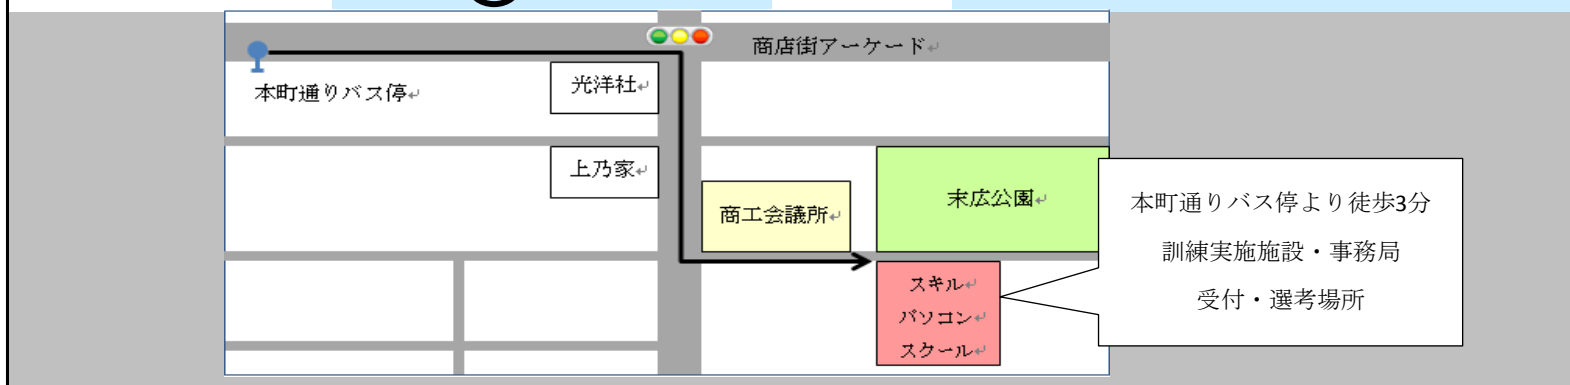 商店街アーケード
本町通りバス停
光洋社
上乃家
商工会議所
末広公園
本町通りバス停より徒歩3分
訓練実施施設・事務局
受付・選考場所
スキル
パソコン
スクール